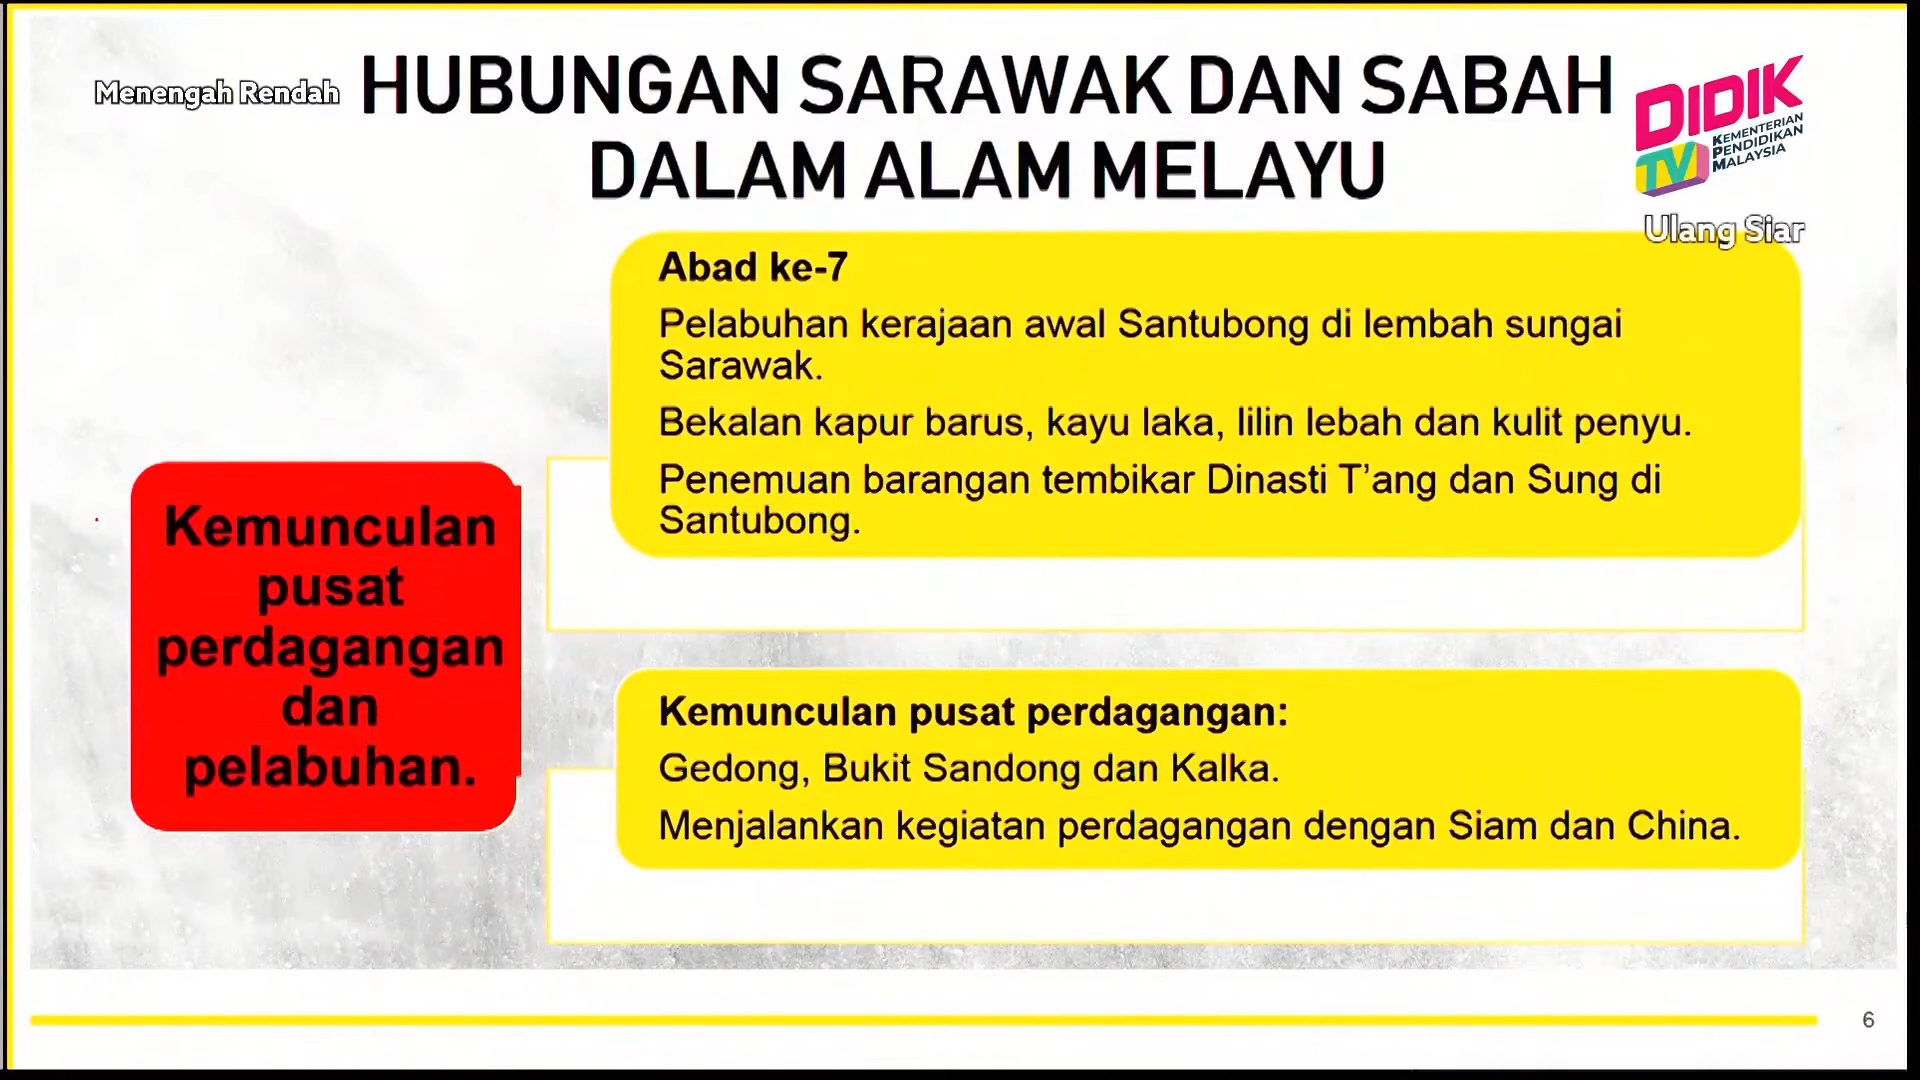 Menengah Rendah
HUBUNGAN SARAWAK DAN SABAH
DALAM ALAM MELAYU
DIDIK
TV
KEMENTERIAN
PENDIDIKAN
MALAYSIA
Ulang Siar
Abad ke-7
Pelabuhan kerajaan awal Santubong di lembah sungai
Sarawak.
Bekalan kapur barus, kayu laka, lilin lebah dan kulit penyu.
Penemuan barangan tembikar Dinasti T’ang dan Sung di
Santubong.
Kemunculan
pusat
perdagangan
dan
pelabuhan.
Kemunculan pusat perdagangan:
Gedong, Bukit Sandong dan Kalka.
Menjalankan kegiatan perdagangan dengan Siam dan China.
6